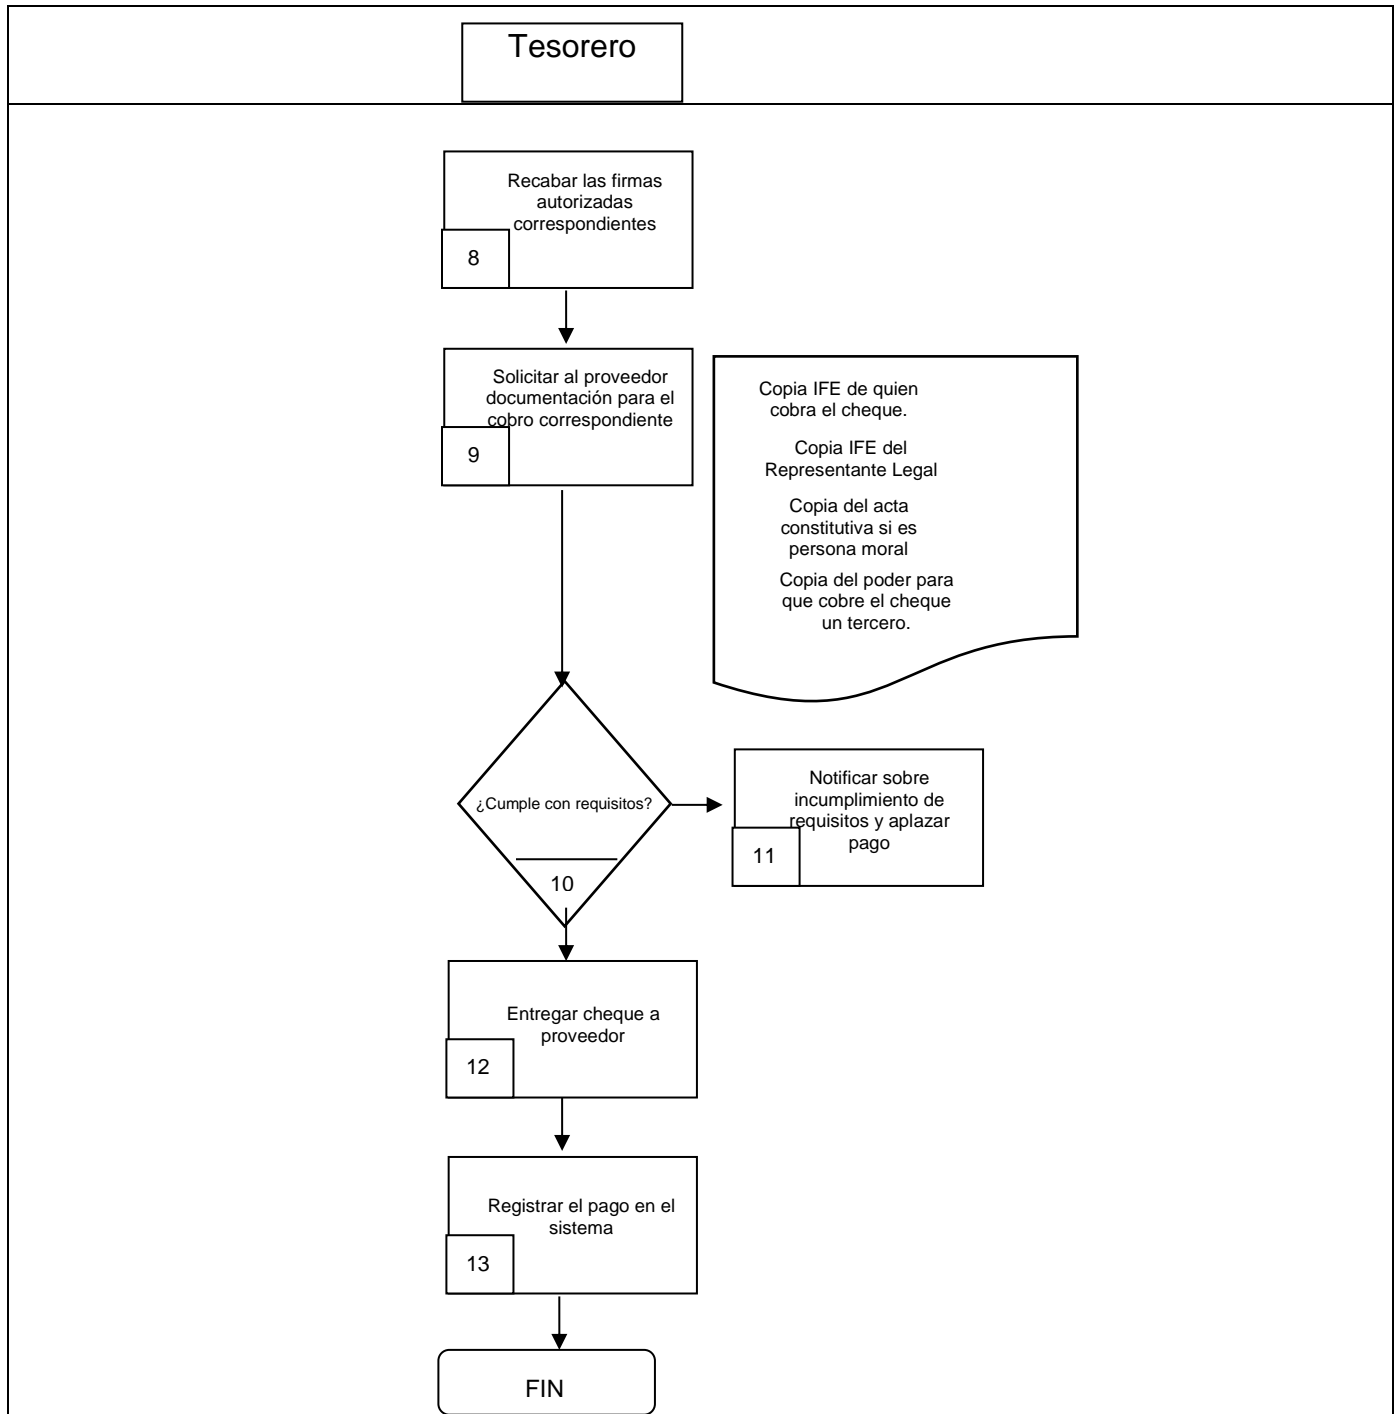 Tesorero
Recabar las firmas
autorizadas
correspondientes
8
Solicitar al proveedor
documentación para el
cobro correspondiente
9
Copia IFE de quien
cobra el cheque.
Copia IFE del
Representante Legal
Copia del acta
constitutiva si es
persona moral
Copia del poder para
que cobre el cheque
un tercero.
¿Cumple con requisitos?
10
Notificar sobre
incumplimiento de
requisitos y aplazar
pago
11
Entregar cheque a
proveedor
12
Registrar el pago en el
sistema
13
FIN